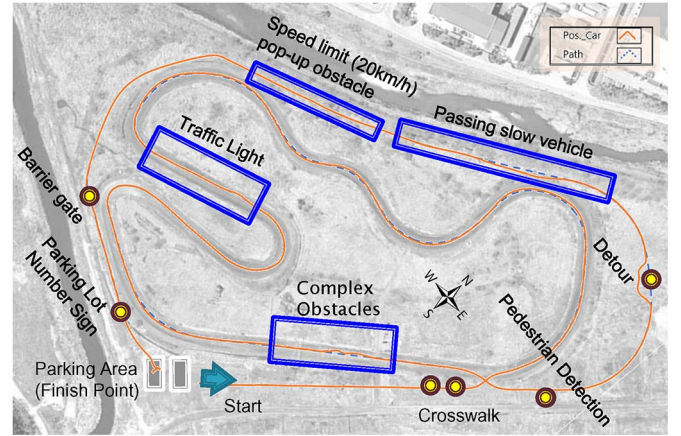 Pos._Car
Path
Speed limit (20km/h)
pop-up obstacle
Passing slow vehicle
Traffic Light
Barrier gate
Parking Lot
Number Sign
Detour
N
W
E
S
Complex
Obstacles
Pedestrian Detection
Parking Area
(Finish Point)
Start
Crosswalk